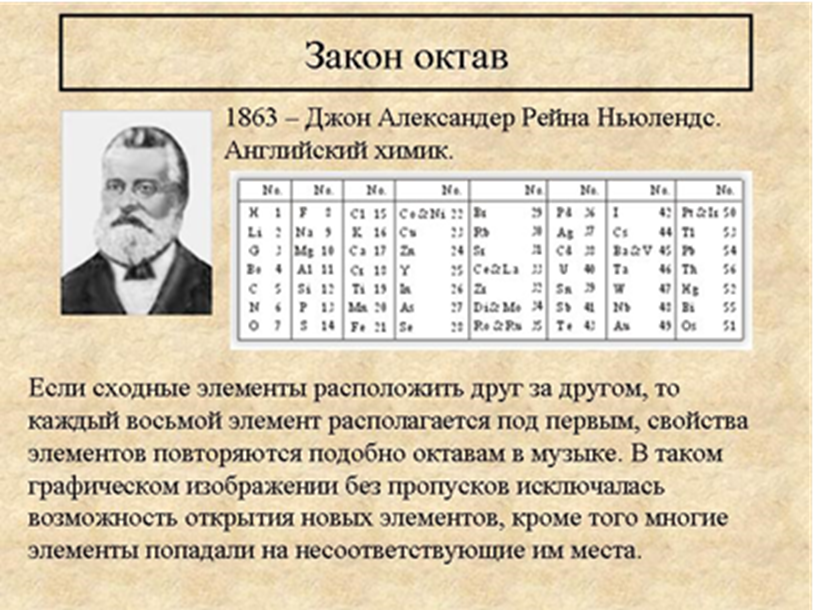 Закон октав
1863 – Джон Александер Рейна Ньюлендс.
Английский химик.
No. No. No. No. No. No. No. No.
H 1 F 8 Cl 15 Co&Ni 22 Br 29 Pd 36 I 42 Pt&Ir 50
Li 2 Na 9 K 16 Cu 23 Rb 30 Ag 37 Cs 44 Tl 53
G 3 Mg 10 Ca 17 Zn 24 Sr 31 Cd 38 Ba&V 45 Pb 54
Bo 4 Al 11 Cr 18 Y 25 Ce&La 33 U 40 Ta 46 Th 56
C 5 Si 12 Ti 19 In 26 Zr 32 Sn 39 W 47 Hg 52
N 6 P 13 Mn 20 As 27 Di&Mo 34 Sb 41 Nb 48 Bi 55
O 7 S 14 Fe 21 Se 28 Ro&Ru 35 Te 43 Au 49 Os 51
Если сходные элементы расположить друг за другом, то
каждый восьмой элемент располагается под первым, свойства
элементов повторяются подобно октавам в музыке. В таком
графическом изображении без пропусков исключалась
возможность открытия новых элементов, кроме того многие
элементы попадали на несоответствующие им места.